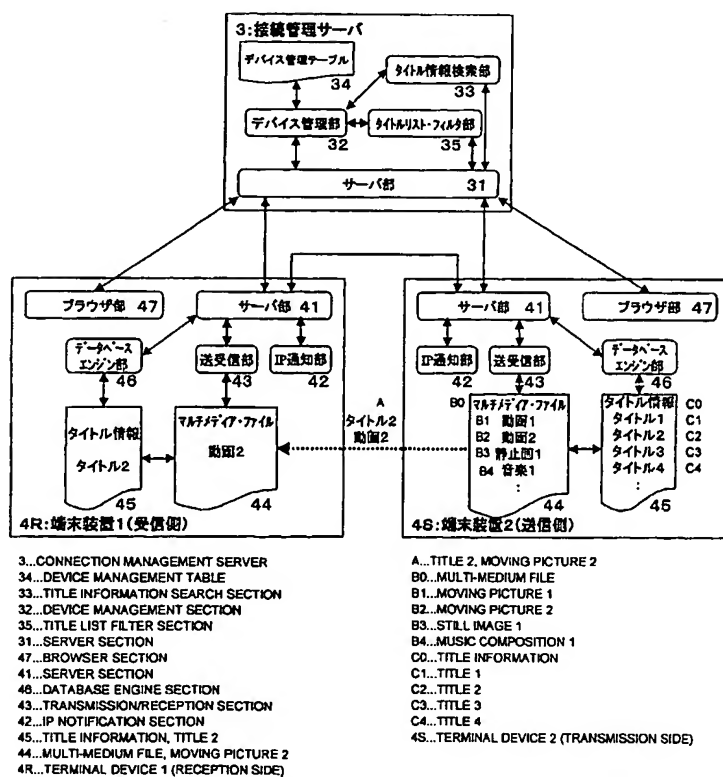 3:接続管理サーバ
デバイス管理テーブル
34
タイトル情報検索部
33
デバイス管理部
32
タイトルリスト・フィルタ部
35
サーバ部 31
ブラウザ部 47
サーバ部 41
データベース
エンジン部
46
送受信部
43
IP通知部
42
タイトル情報
タイトル2
45
マルチメディア・ファイル
動画2
44
4R:端末装置1(受信側)
A
タイトル2
動画2
サーバ部 41
ブラウザ部 47
IP通知部
42
送受信部
43
データベース
エンジン部
46
B0 マルチメディア・ファイル
B1 動画1
B2 動画2
B3 静止図1
B4 音楽1
:
44
タイトル情報 C0
タイトル1 C1
タイトル2 C2
タイトル3 C3
タイトル4 C4
:
45
4S:端末装置2(送信側)
3...CONNECTION MANAGEMENT SERVER
34...DEVICE MANAGEMENT TABLE
33...TITLE INFORMATION SEARCH SECTION
32...DEVICE MANAGEMENT SECTION
35...TITLE LIST FILTER SECTION
31...SERVER SECTION
47...BROWSER SECTION
41...SERVER SECTION
46...DATABASE ENGINE SECTION
43...TRANSMISSION/RECEPTION SECTION
42...IP NOTIFICATION SECTION
45...TITLE INFORMATION, TITLE 2
44...MULTI-MEDIUM FILE, MOVING PICTURE 2
4R...TERMINAL DEVICE 1 (RECEPTION SIDE)
A...TITLE 2, MOVING PICTURE 2
B0...MULTI-MEDIUM FILE
B1...MOVING PICTURE 1
B2...MOVING PICTURE 2
B3...STILL IMAGE 1
B4...MUSIC COMPOSITION 1
C0...TITLE INFORMATION
C1...TITLE 1
C2...TITLE 2
C3...TITLE 3
C4...TITLE 4
4S...TERMINAL DEVICE 2 (TRANSMISSION SIDE)